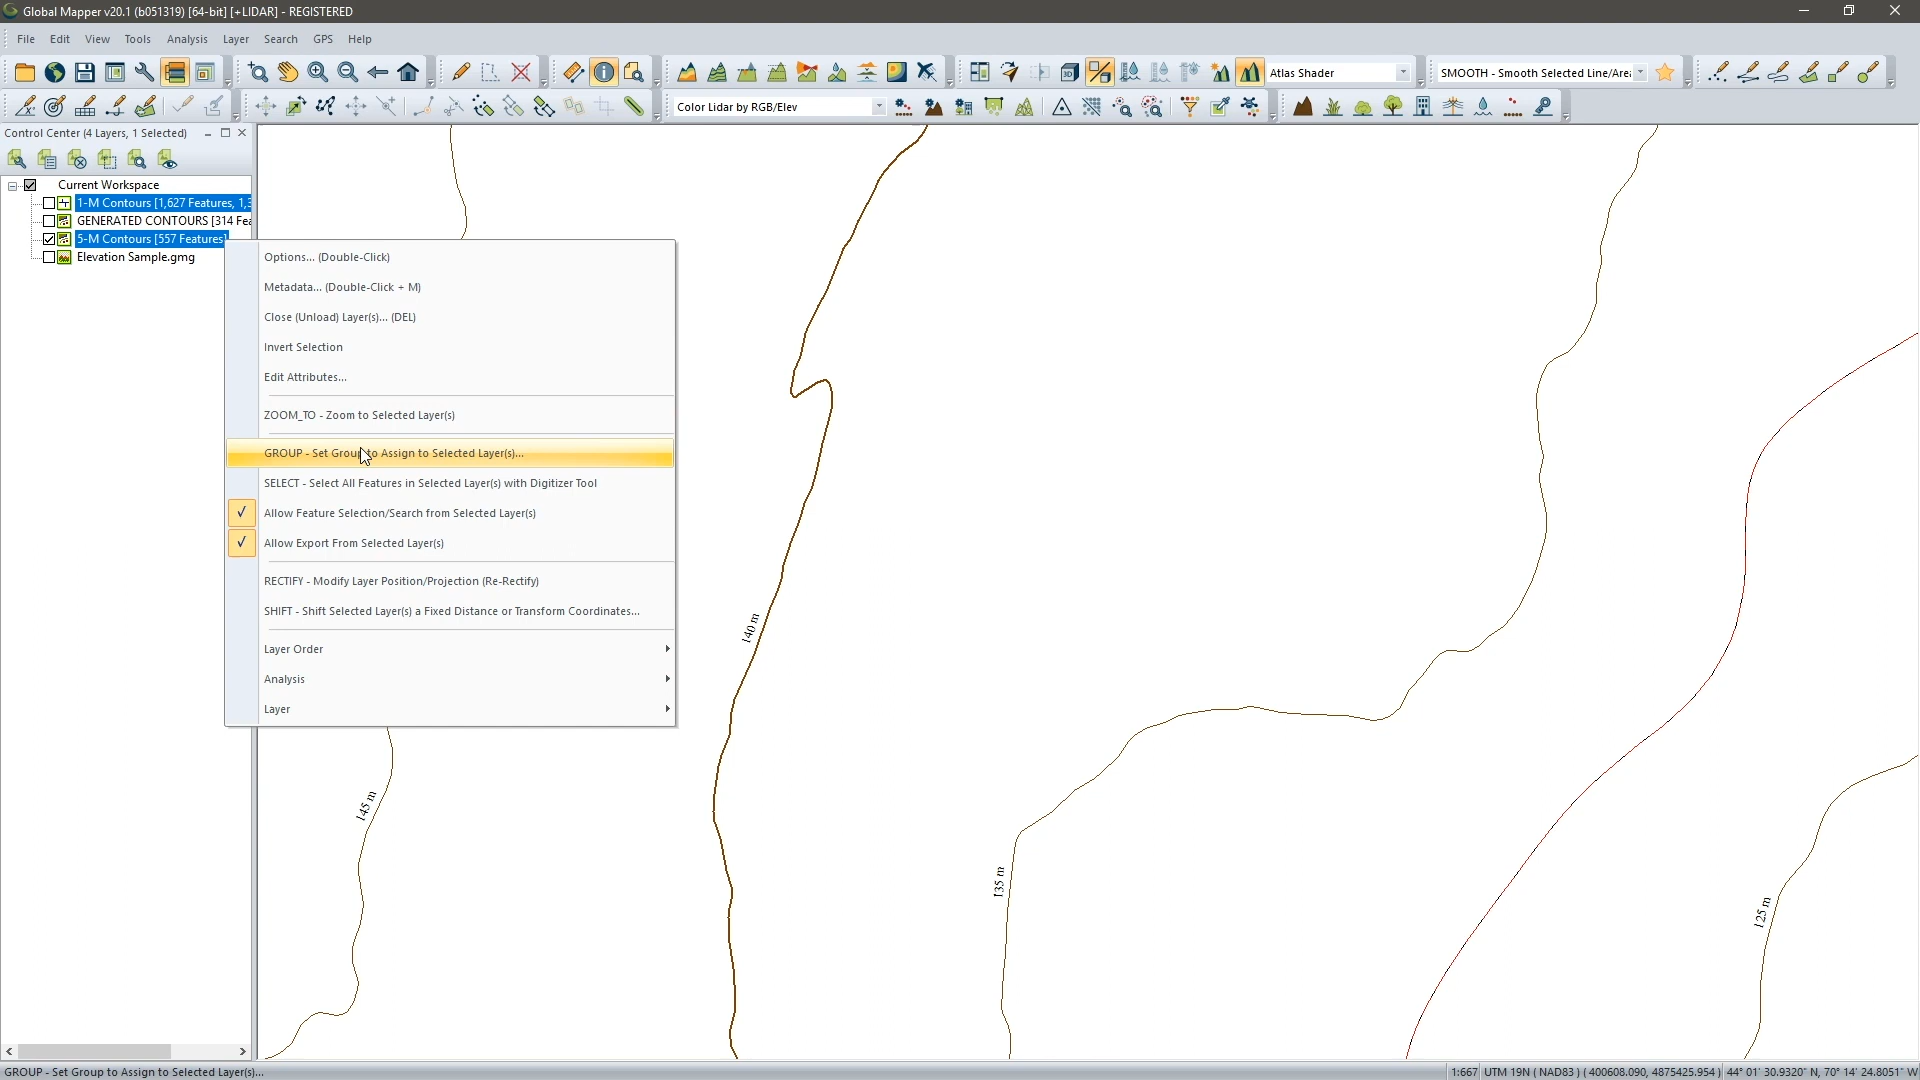 Global Mapper v20.1 (b051319) [64-bit] [+LIDAR] - REGISTERED
File Edit View Tools Analysis Layer Search GPS Help
Atlas Shader
SMOOTH - Smooth Selected Line/Area
Color Lidar by RGB/Elev
Control Center (4 Layers, 1 Selected)
Current Workspace
1-M Contours [1,627 Features, 1,3
GENERATED CONTOURS [314 Fea
5-M Contours [557 Features]
Elevation Sample.gmg
Options... (Double-Click)
Metadata... (Double-Click + M)
Close (Unload) Layer(s)... (DEL)
Invert Selection
Edit Attributes...
ZOOM_TO - Zoom to Selected Layer(s)
GROUP - Set Group to Assign to Selected Layer(s)...
SELECT - Select All Features in Selected Layer(s) with Digitizer Tool
Allow Feature Selection/Search from Selected Layer(s)
Allow Export From Selected Layer(s)
RECTIFY - Modify Layer Position/Projection (Re-Rectify)
SHIFT - Shift Selected Layer(s) a Fixed Distance or Transform Coordinates...
Layer Order
Analysis
Layer
140 m
145 m
135 m
125 m
GROUP - Set Group to Assign to Selected Layer(s)...
1:667 UTM 19N ( NAD83 ) ( 400608.090, 4875425.954 ) 44° 01' 30.9320" N, 70° 14' 24.8051" W